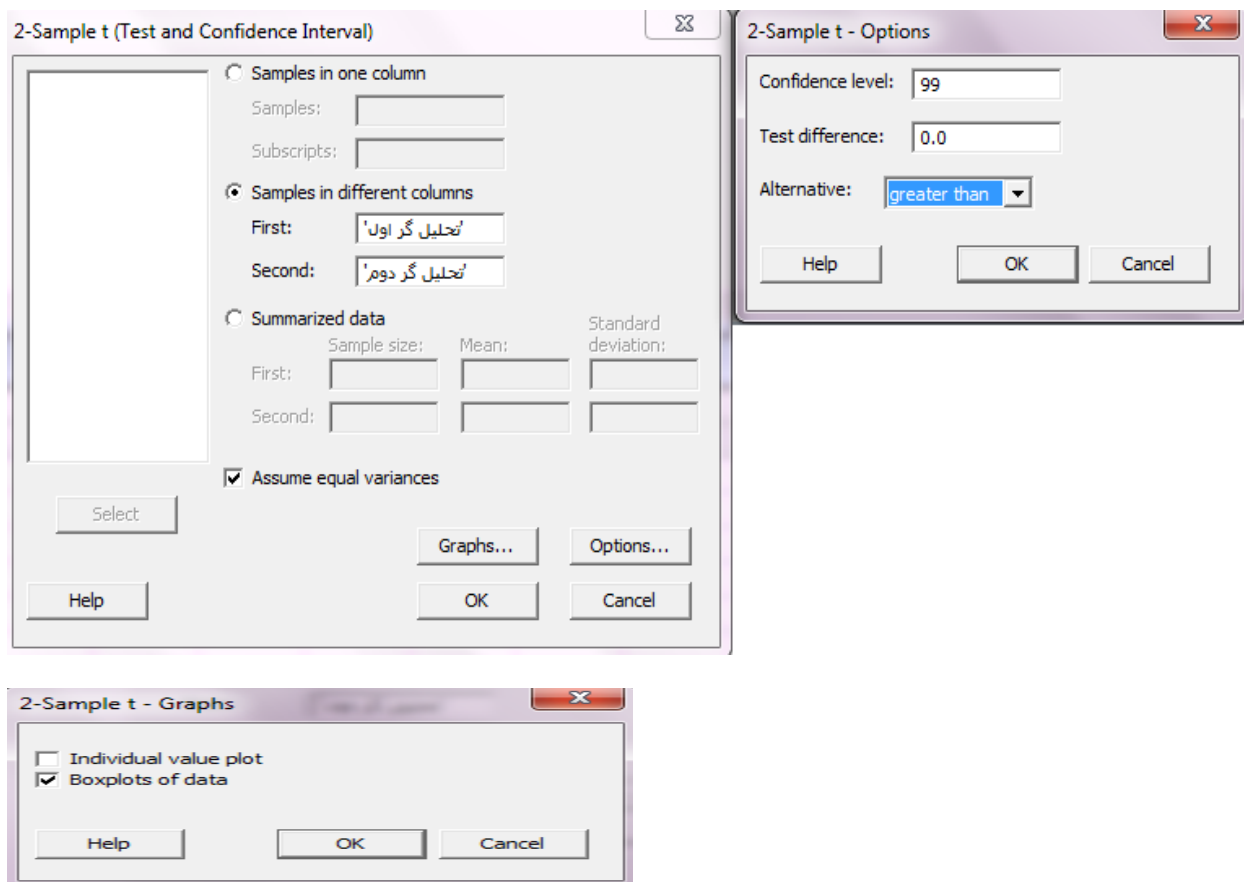 2-Sample t (Test and Confidence Interval)
Samples in one column
Samples:
Subscripts:
Samples in different columns
First: 'تحلیل گر اول'
Second: 'تحلیل گر دوم'
Summarized data
Sample size: Mean: Standard deviation:
First:
Second:
Assume equal variances
Select
Graphs... Options...
Help OK Cancel
2-Sample t - Options
Confidence level: 99
Test difference: 0.0
Alternative: greater than
Help OK Cancel
2-Sample t - Graphs
Individual value plot
Boxplots of data
Help OK Cancel